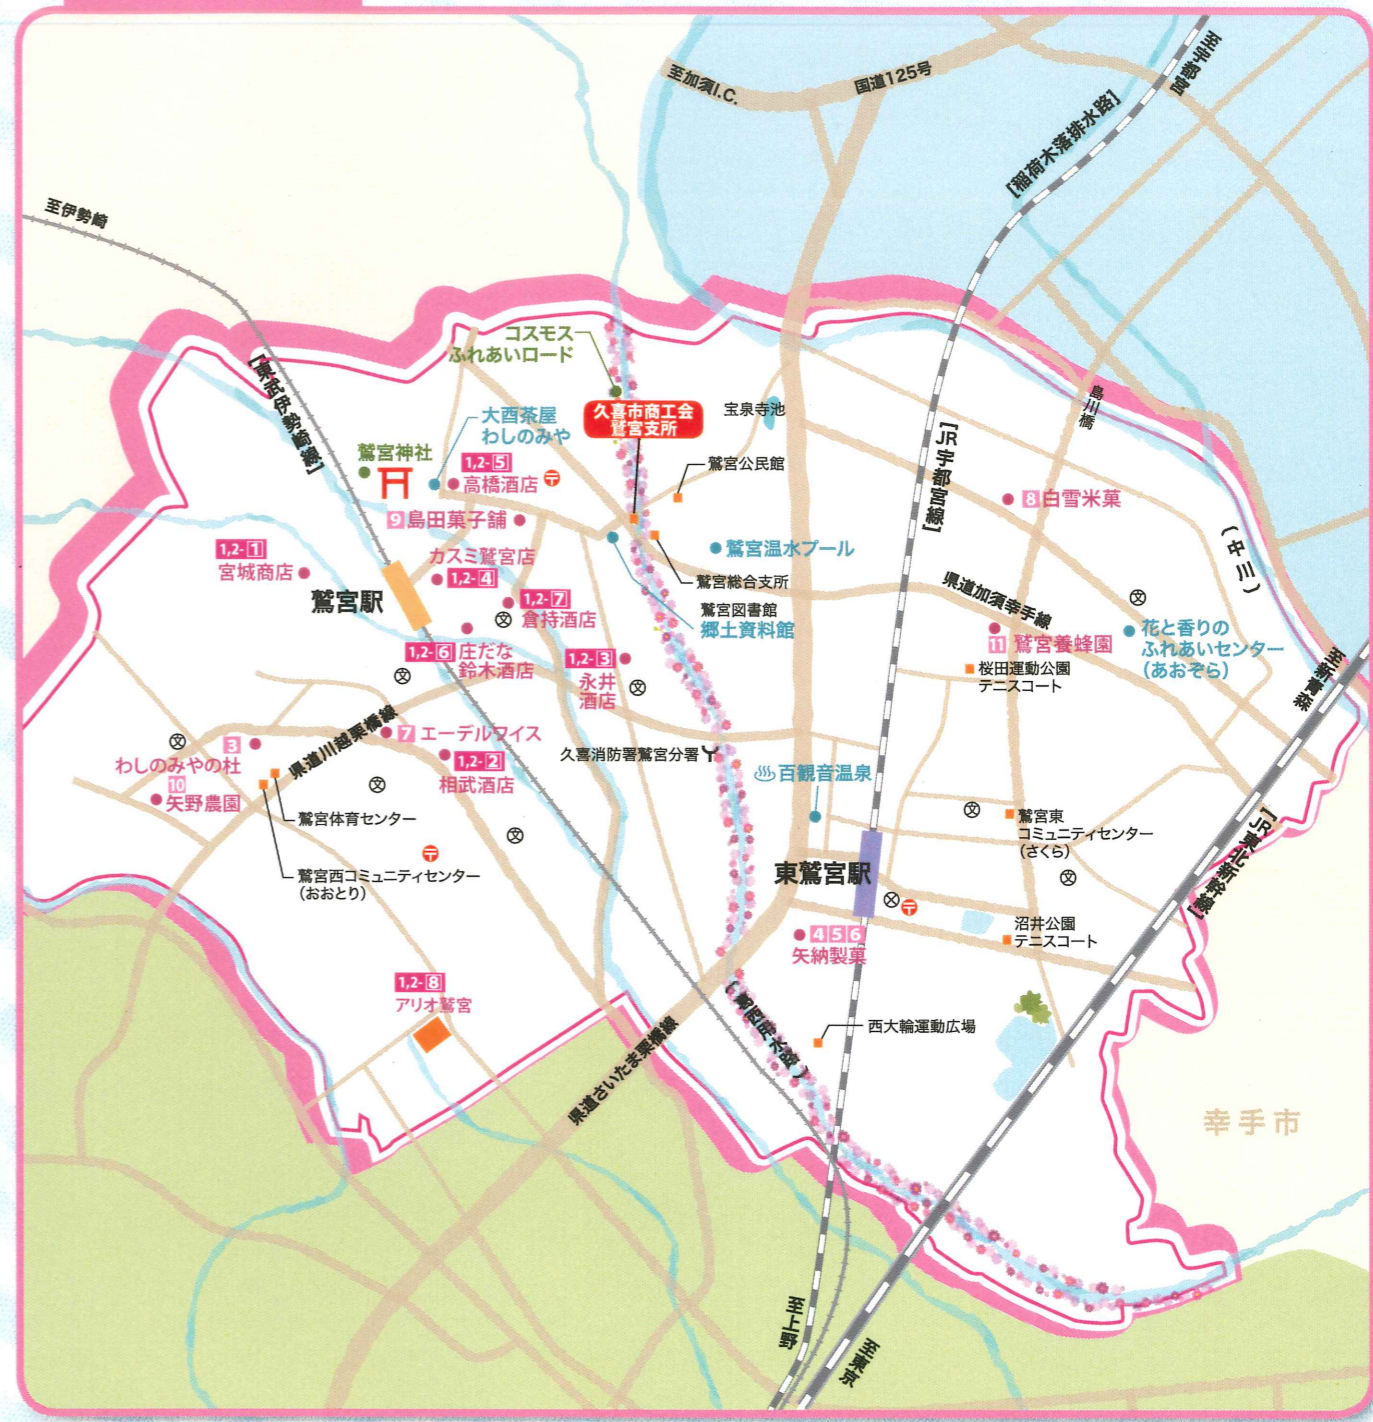 至加須I.C.
国道125号
至宇都宮
[稲荷木落排水路]
至伊勢崎
[東武伊勢崎線]
コスモス
ふれあいロード
久喜市商工会
鷲宮支所
宝泉寺池
島川橋
大酉茶屋
わしのみや
鷲宮神社
1,2-5
高橋酒店
〒
鷲宮公民館
[JR宇都宮線]
8 白雪米菓
9 島田菓子舗
(中川)
1,2-1
宮城商店
カスミ鷲宮店
1,2-4
鷲宮温水プール
鷲宮総合支所
県道加須幸手線
鷲宮駅
1,2-7
倉持酒店
文
鷲宮図書館
郷土資料館
文
花と香りの
ふれあいセンター
(あおぞら)
11 鷲宮養蜂園
1,2-6 庄だな
鈴木酒店
文
1,2-3
永井
酒店
文
桜田運動公園
テニスコート
至新青森
県道川越栗橋線
7 エーデルワイス
文
3
わしのみやの杜
10
矢野農園
1,2-2
相武酒店
久喜消防署鷲宮分署
百観音温泉
文
鷲宮体育センター
文
文
鷲宮東
コミュニティセンター
(さくら)
[JR東北新幹線]
〒
鷲宮西コミュニティセンター
(おおとり)
東鷲宮駅
文
〒
沼井公園
テニスコート
4 5 6
矢納製菓
1,2-8
アリオ鷲宮
(葛西用水路)
西大輪運動広場
県道さいたま栗橋線
幸手市
至上野
至東京